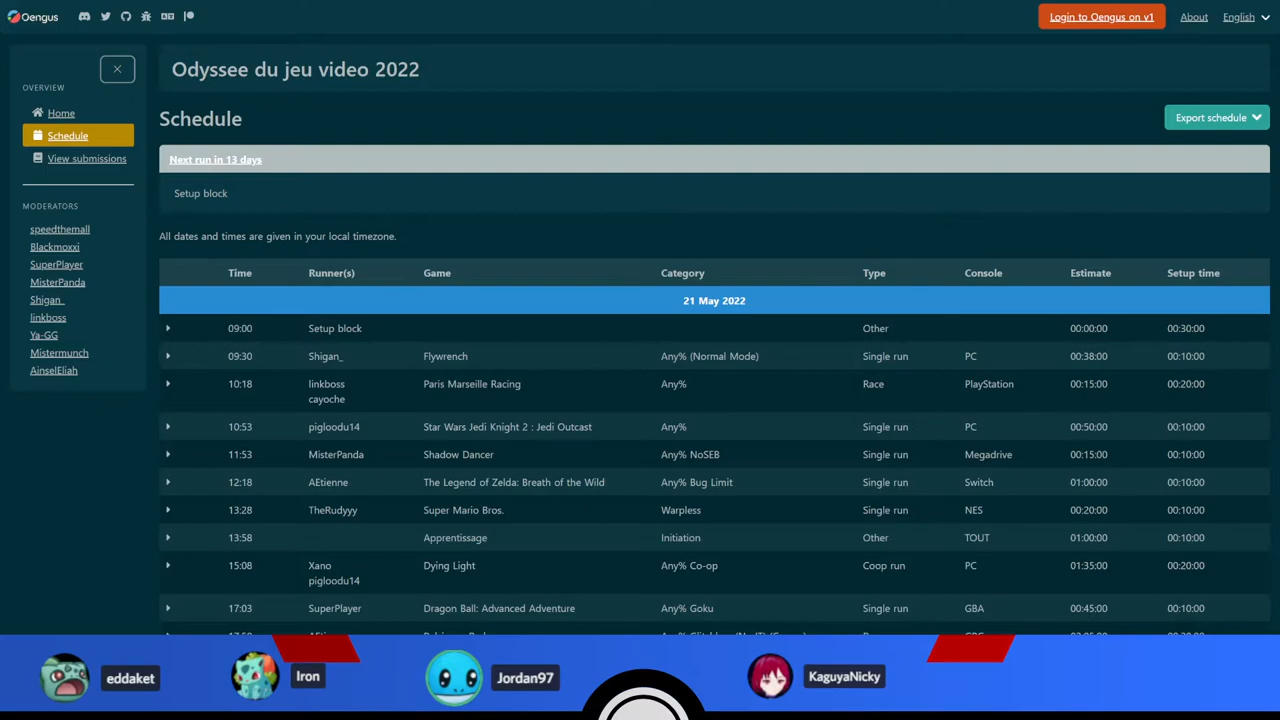 Oengus
Login to Oengus on v1 About English
Odyssee du jeu video 2022
OVERVIEW
Home
Schedule
View submissions
MODERATORS
speedthemall
Blackmoxxi
SuperPlayer
MisterPanda
Shigan_
linkboss
Ya-GG
Mistermunch
AinselEliah
Schedule
Export schedule
Next run in 13 days
Setup block
All dates and times are given in your local timezone.
Time Runner(s) Game Category Type Console Estimate Setup time
21 May 2022
09:00 Setup block Other 00:00:00 00:30:00
09:30 Shigan_ Flywrench Any% (Normal Mode) Single run PC 00:38:00 00:10:00
10:18 linkboss Paris Marseille Racing Any% Race PlayStation 00:15:00 00:20:00
cayoche
10:53 pigloodu14 Star Wars Jedi Knight 2 : Jedi Outcast Any% Single run PC 00:50:00 00:10:00
11:53 MisterPanda Shadow Dancer Any% NoSEB Single run Megadrive 00:15:00 00:10:00
12:18 AEtienne The Legend of Zelda: Breath of the Wild Any% Bug Limit Single run Switch 01:00:00 00:10:00
13:28 TheRudyyy Super Mario Bros. Warpless Single run NES 00:20:00 00:10:00
13:58 Apprentissage Initiation Other TOUT 01:00:00 00:10:00
15:08 Xano Dying Light Any% Co-op Coop run PC 01:35:00 00:20:00
pigloodu14
17:03 SuperPlayer Dragon Ball: Advanced Adventure Any% Goku Single run GBA 00:45:00 00:10:00
eddaket Iron Jordan97 KaguyaNicky